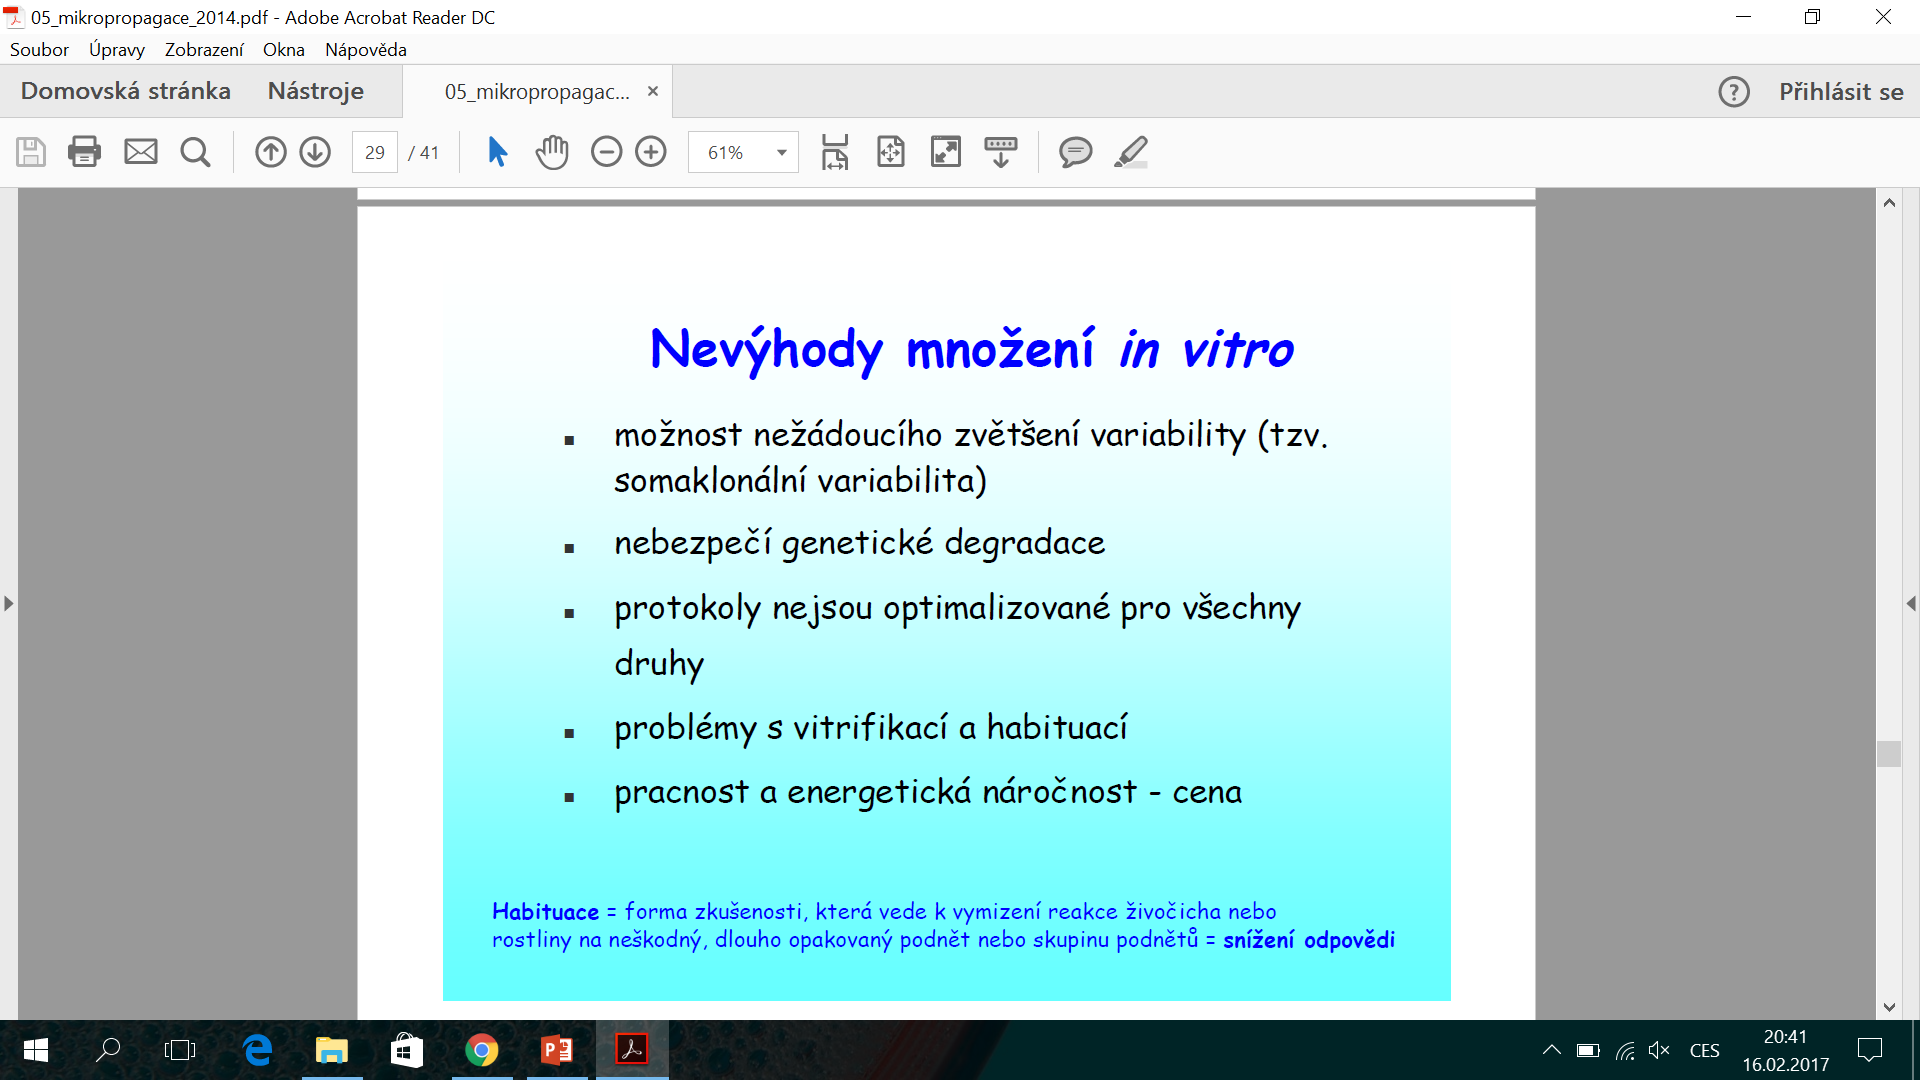 05_mikropropagace_2014.pdf - Adobe Acrobat Reader DC
Soubor Úpravy Zobrazení Okna Nápověda
Domovská stránka Nástroje 05_mikropropagac... × ? Přihlásit se
29 / 41 61%
Nevýhody množení in vitro
▪ možnost nežádoucího zvětšení variability (tzv.
somaklonální variabilita)
▪ nebezpečí genetické degradace
▪ protokoly nejsou optimalizované pro všechny
druhy
▪ problémy s vitrifikací a habituací
▪ pracnost a energetická náročnost - cena
Habituace = forma zkušenosti, která vede k vymizení reakce živočicha nebo
rostliny na neškodný, dlouho opakovaný podnět nebo skupinu podnětů = snížení odpovědi
CES
20:41
16.02.2017